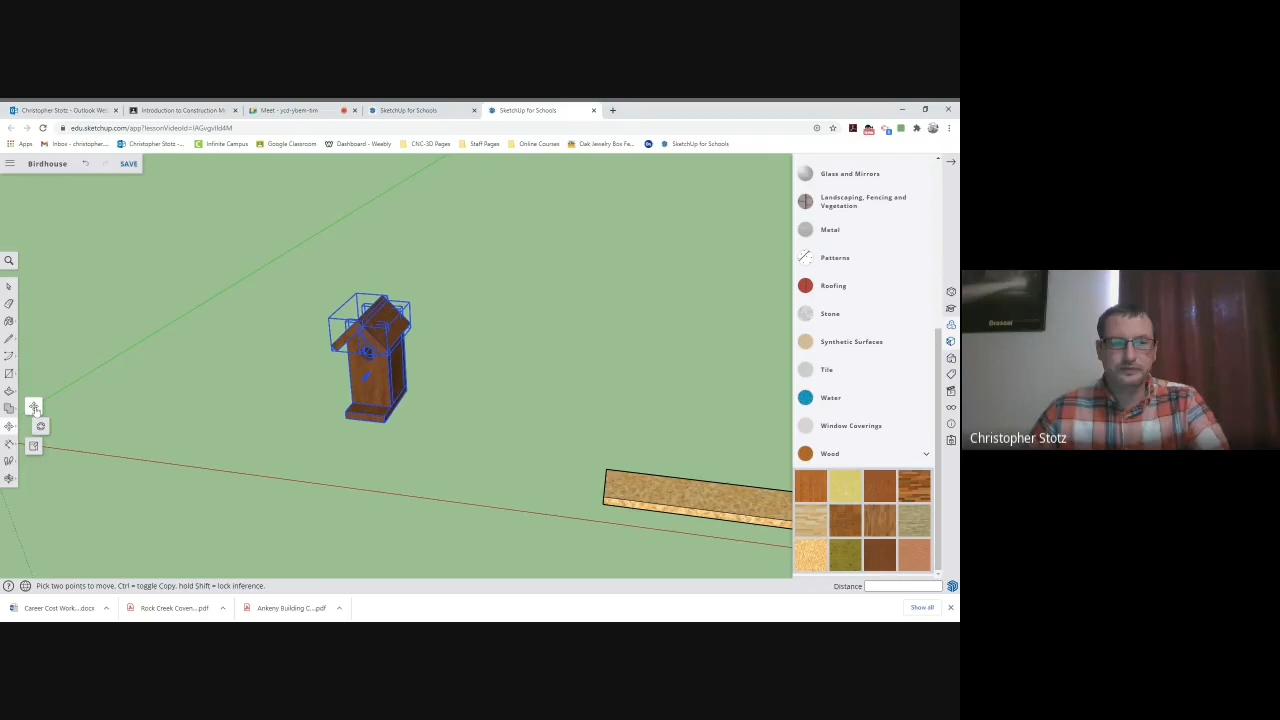 Christopher Stotz - Outlook We
Introduction to Construction M
Meet - ycd-ybem-tim
SketchUp for Schools
SketchUp for Schools
Apps
Inbox - christopher....
Christopher Stotz -...
Infinite Campus
Google Classroom
Dashboard - Weebly
CNC-3D Pages
Staff Pages
Online Courses
Oak Jewelry Box Fe...
SketchUp for Schools
Birdhouse
SAVE
Glass and Mirrors
Landscaping, Fencing and
Vegetation
Metal
Patterns
Roofing
Stone
Synthetic Surfaces
Tile
Water
Window Coverings
Wood
Christopher Stotz
Pick two points to move. Ctrl = toggle Copy. hold Shift = lock inference.
Distance
Career Cost Work....docx
Rock Creek Coven....pdf
Ankeny Building C....pdf
Show all